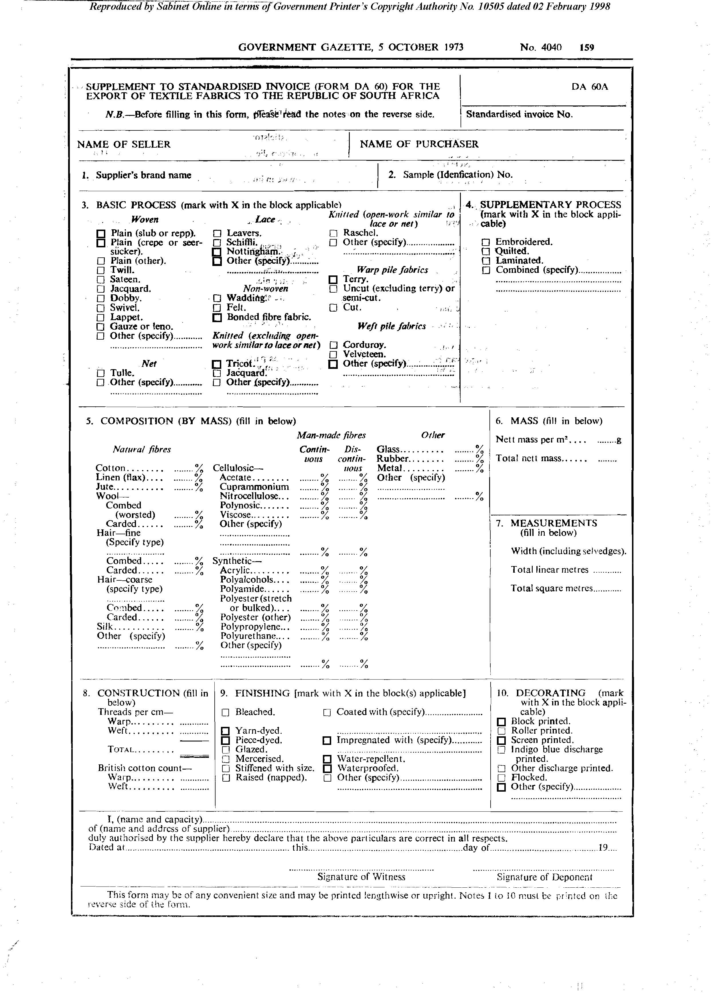 Reproduced by Sabinet Online in terms of Government Printer's Copyright Authority No. 10505 dated 02 February 1998
GOVERNMENT GAZETTE, 5 OCTOBER 1973 No. 4040 159
SUPPLEMENT TO STANDARDISED INVOICE (FORM DA 60) FOR THE
EXPORT OF TEXTILE FABRICS TO THE REPUBLIC OF SOUTH AFRICA
DA 60A
N.B.—Before filling in this form, please read the notes on the reverse side.
Standardised invoice No.
NAME OF SELLER
NAME OF PURCHASER
1. Supplier's brand name
2. Sample (Idenfication) No.
3. BASIC PROCESS (mark with X in the block applicable)
Woven
☐ Plain (slub or repp).
☐ Plain (crepe or seer-
sucker).
☐ Plain (other).
☐ Twill.
☐ Sateen.
☐ Jacquard.
☐ Dobby.
☐ Swivel.
☐ Lappet.
☐ Gauze or leno.
☐ Other (specify)............
....................................
Net
☐ Tulle.
☐ Other (specify)............
....................................
Lace
☐ Leavers.
☐ Schiffli.
☐ Nottingham.
☐ Other (specify)............
....................................
Non-woven
☐ Wadding.
☐ Felt.
☐ Bonded fibre fabric.
Knitted (excluding open-
work similar to lace or net)
☐ Tricot.
☐ Jacquard.
☐ Other (specify)............
....................................
Knitted (open-work similar to
lace or net)
☐ Raschel.
☐ Other (specify)....................
....................................
Warp pile fabrics
☐ Terry.
☐ Uncut (excluding terry) or
semi-cut.
☐ Cut.
Weft pile fabrics
☐ Corduroy.
☐ Velveteen.
☐ Other (specify)....................
....................................
4. SUPPLEMENTARY PROCESS
(mark with X in the block appli-
cable)
☐ Embroidered.
☐ Quilted.
☐ Laminated.
☐ Combined (specify)..................
....................................
....................................
5. COMPOSITION (BY MASS) (fill in below)
Natural fibres
Cotton........ ........%
Linen (flax).... ........%
Jute........... ........%
Wool—
Combed
(worsted) ........%
Carded...... ........%
Hair—fine
(Specify type)
........................
Combed..... ........%
Carded...... ........%
Hair—coarse
(specify type)
........................
Combed..... ........%
Carded...... ........%
Silk........... ........%
Other (specify)
........................ ........%
Man-made fibres
Contin- Dis-
uous contin-
uous
Cellulosic—
Acetate........ ........% ........%
Cuprammonium ........% ........%
Nitrocellulose... ........% ........%
Polynosic....... ........% ........%
Viscose......... ........% ........%
Other (specify)
........................
........................
........................ ........% ........%
Synthetic—
Acrylic......... ........% ........%
Polyalcohols.... ........% ........%
Polyamide...... ........% ........%
Polyester (stretch
or bulked).... ........% ........%
Polyester (other) ........% ........%
Polypropylene... ........% ........%
Polyurethane.... ........% ........%
Other (specify)
........................
........................ ........% ........%
Other
Glass.......... ........%
Rubber........ ........%
Metal......... ........%
Other (specify)
........................
........................ ........%
6. MASS (fill in below)
Nett mass per m².... ........g
Total nett mass...... ........
7. MEASUREMENTS
(fill in below)
Width (including selvedges).
Total linear metres ............
Total square metres............
8. CONSTRUCTION (fill in
below)
Threads per cm—
Warp.......... ............
Weft.......... ............
TOTAL.........
British cotton count—
Warp.......... ............
Weft.......... ............
9. FINISHING [mark with X in the block(s) applicable]
☐ Bleached.
☐ Yarn-dyed.
☐ Piece-dyed.
☐ Glazed.
☐ Mercerised.
☐ Stiffened with size.
☐ Raised (napped).
☐ Coated with (specify)........................
....................................
☐ Impregnated with (specify)............
....................................
☐ Water-repellent.
☐ Waterproofed.
☐ Other (specify)....................................
....................................
10. DECORATING (mark
with X in the block appli-
cable)
☐ Block printed.
☐ Roller printed.
☐ Screen printed.
☐ Indigo blue discharge
printed.
☐ Other discharge printed.
☐ Flocked.
☐ Other (specify)....................
....................................
I, (name and capacity)....................................
of (name and address of supplier)....................................
duly authorised by the supplier hereby declare that the above particulars are correct in all respects.
Dated at.................................... this....................................day of....................................19....
Signature of Witness
Signature of Deponent
This form may be of any convenient size and may be printed lengthwise or upright. Notes 1 to 10 must be printed on the
reverse side of the form.